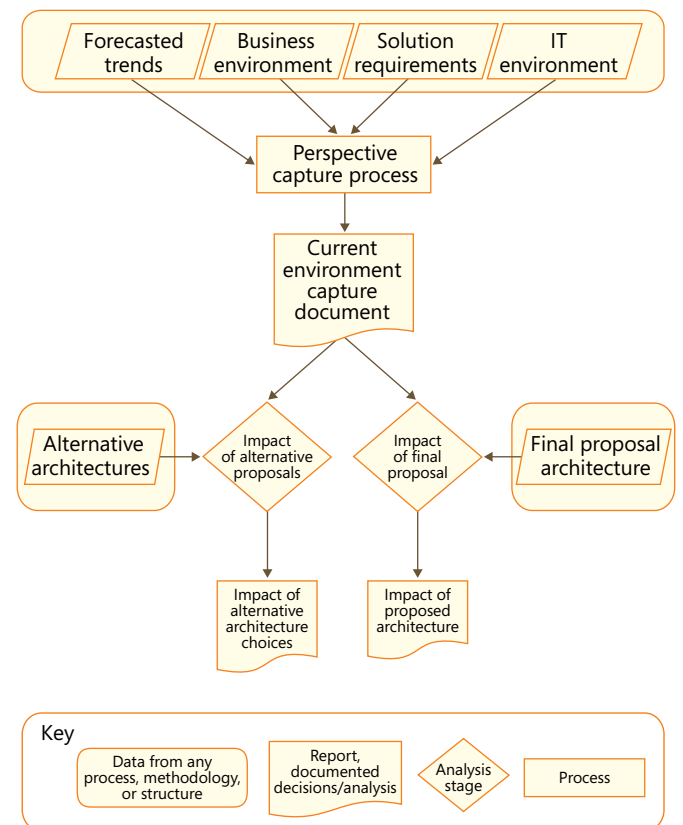 Forecasted
trends
Business
environment
Solution
requirements
IT
environment
Perspective
capture process
Current
environment
capture
document
Alternative
architectures
Impact
of alternative
proposals
Impact
of final
proposal
Final proposal
architecture
Impact of
alternative
architecture
choices
Impact of
proposed
architecture
Key
Data from any
process, methodology,
or structure
Report,
documented
decisions/analysis
Analysis
stage
Process